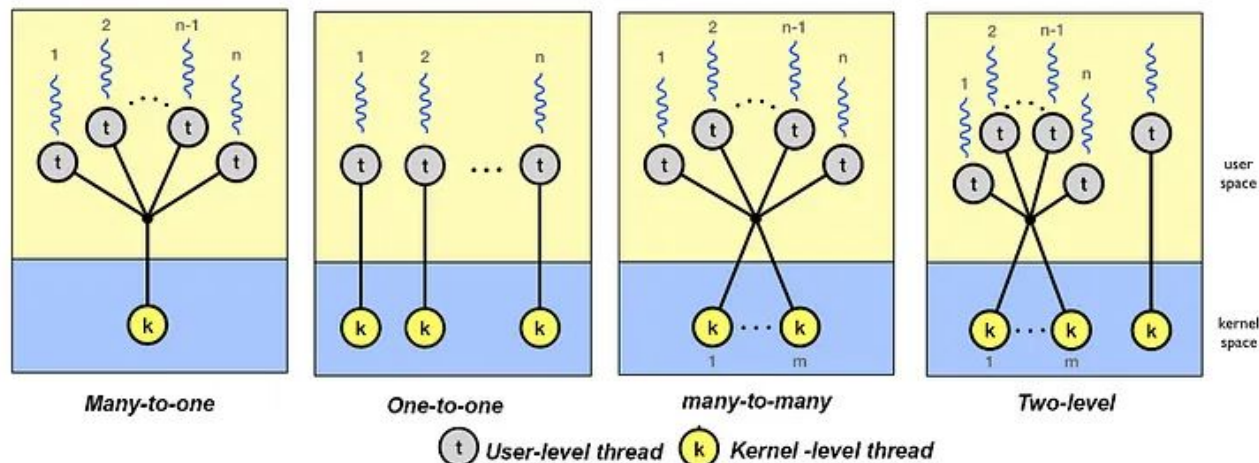 1
2
n-1
n
t
t
t
t
k
Many-to-one
1
2
n
t
t
...
t
k
k
k
One-to-one
1
2
n-1
n
t
t
t
t
k ... k
1
m
many-to-many
1
2
n-1
n
t
t
t
t
t
k ... k
k
1
m
Two-level
user
space
kernel
space
t User-level thread
k Kernel -level thread